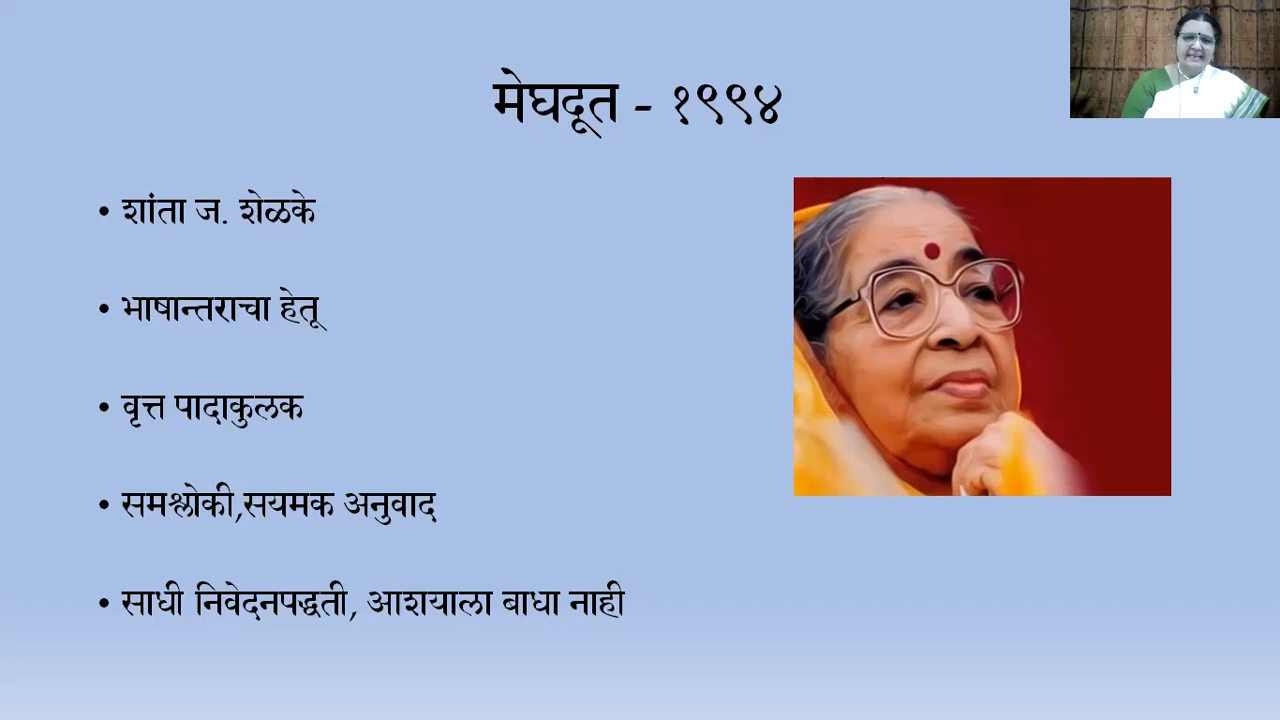 मेघदूत - १९९४
• शांता ज. शेळके
• भाषान्तराचा हेतू
• वृत्त पादाकुलक
• समश्लोकी,सयमक अनुवाद
• साधी निवेदनपद्धती, आशयाला बाधा नाही